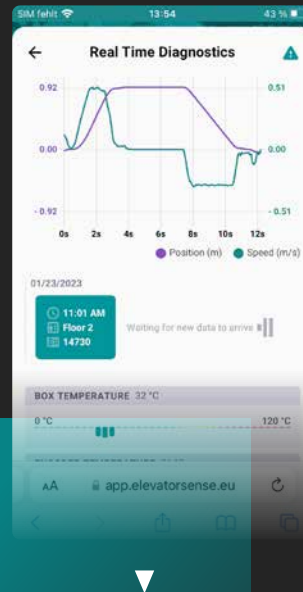 SIM fehlt 13:54 43 %
Real Time Diagnostics
0.92 0.51
0.00 0.00
- 0.92 - 0.51
0s 2s 4s 6s 8s 10s 12s
Position (m) Speed (m/s)
01/23/2023
11:01 AM
Floor 2
14730
Waiting for new data to arrive
BOX TEMPERATURE 32 °C
0 °C 120 °C
AA app.elevatorsense.eu